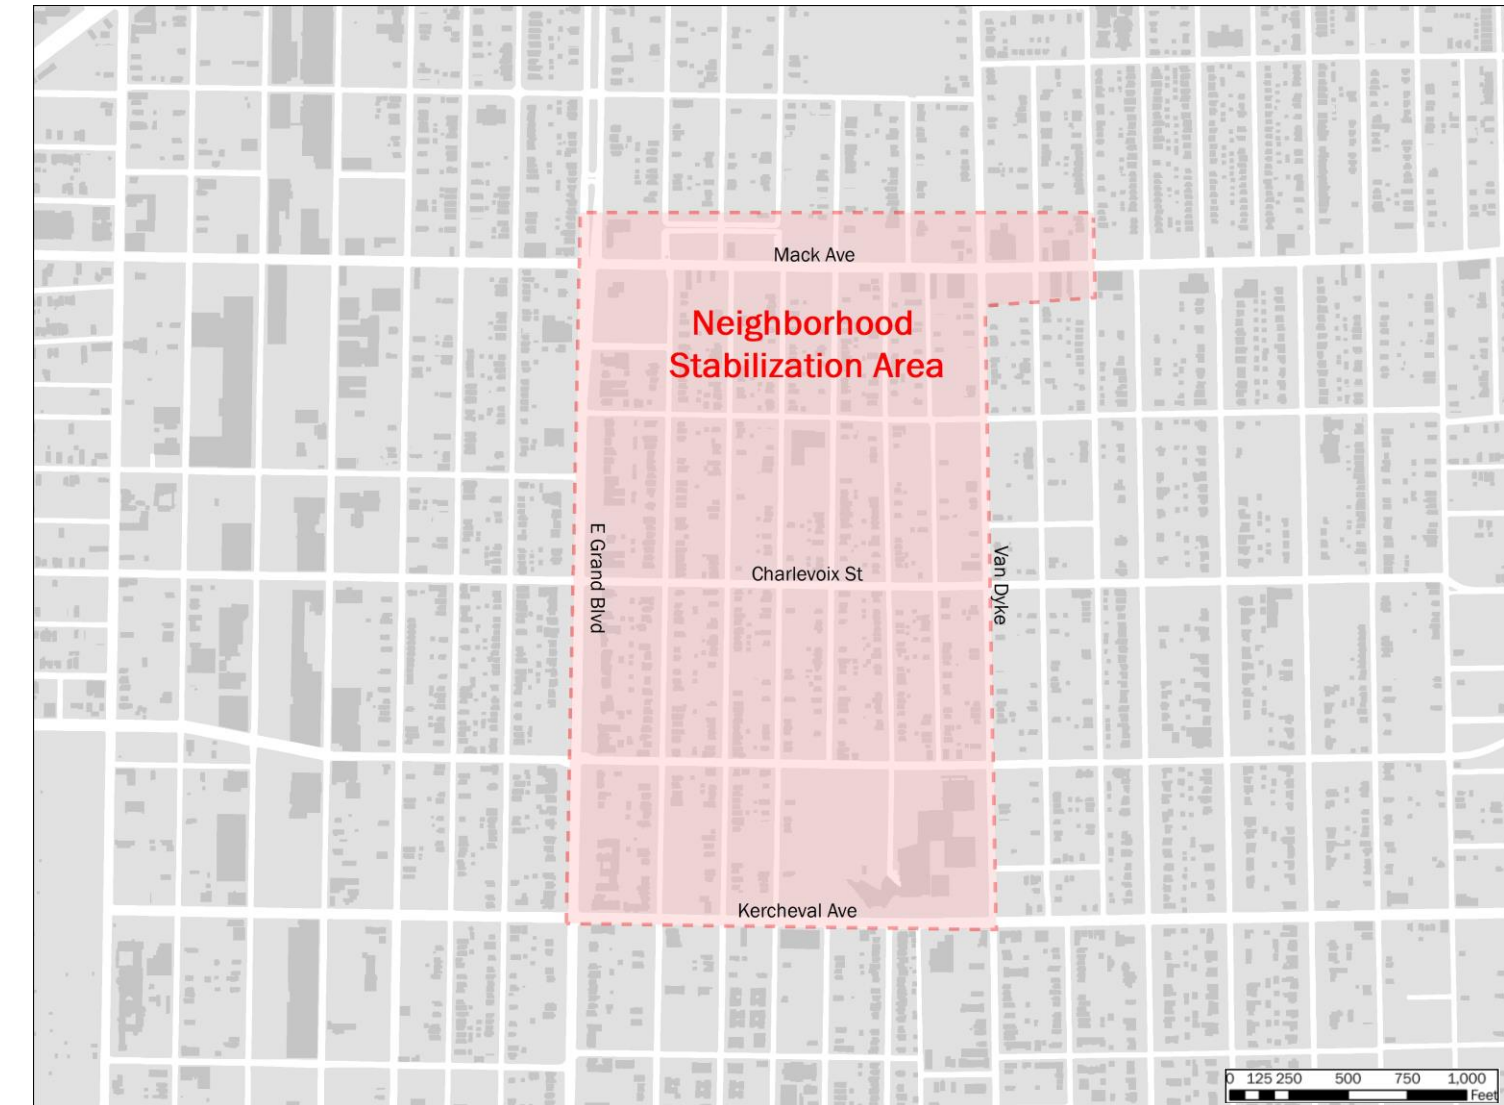 Mack Ave
Neighborhood
Stabilization Area
E Grand Blvd
Charlevoix St
Van Dyke
Kercheval Ave
0 125 250 500 750 1,000
Feet